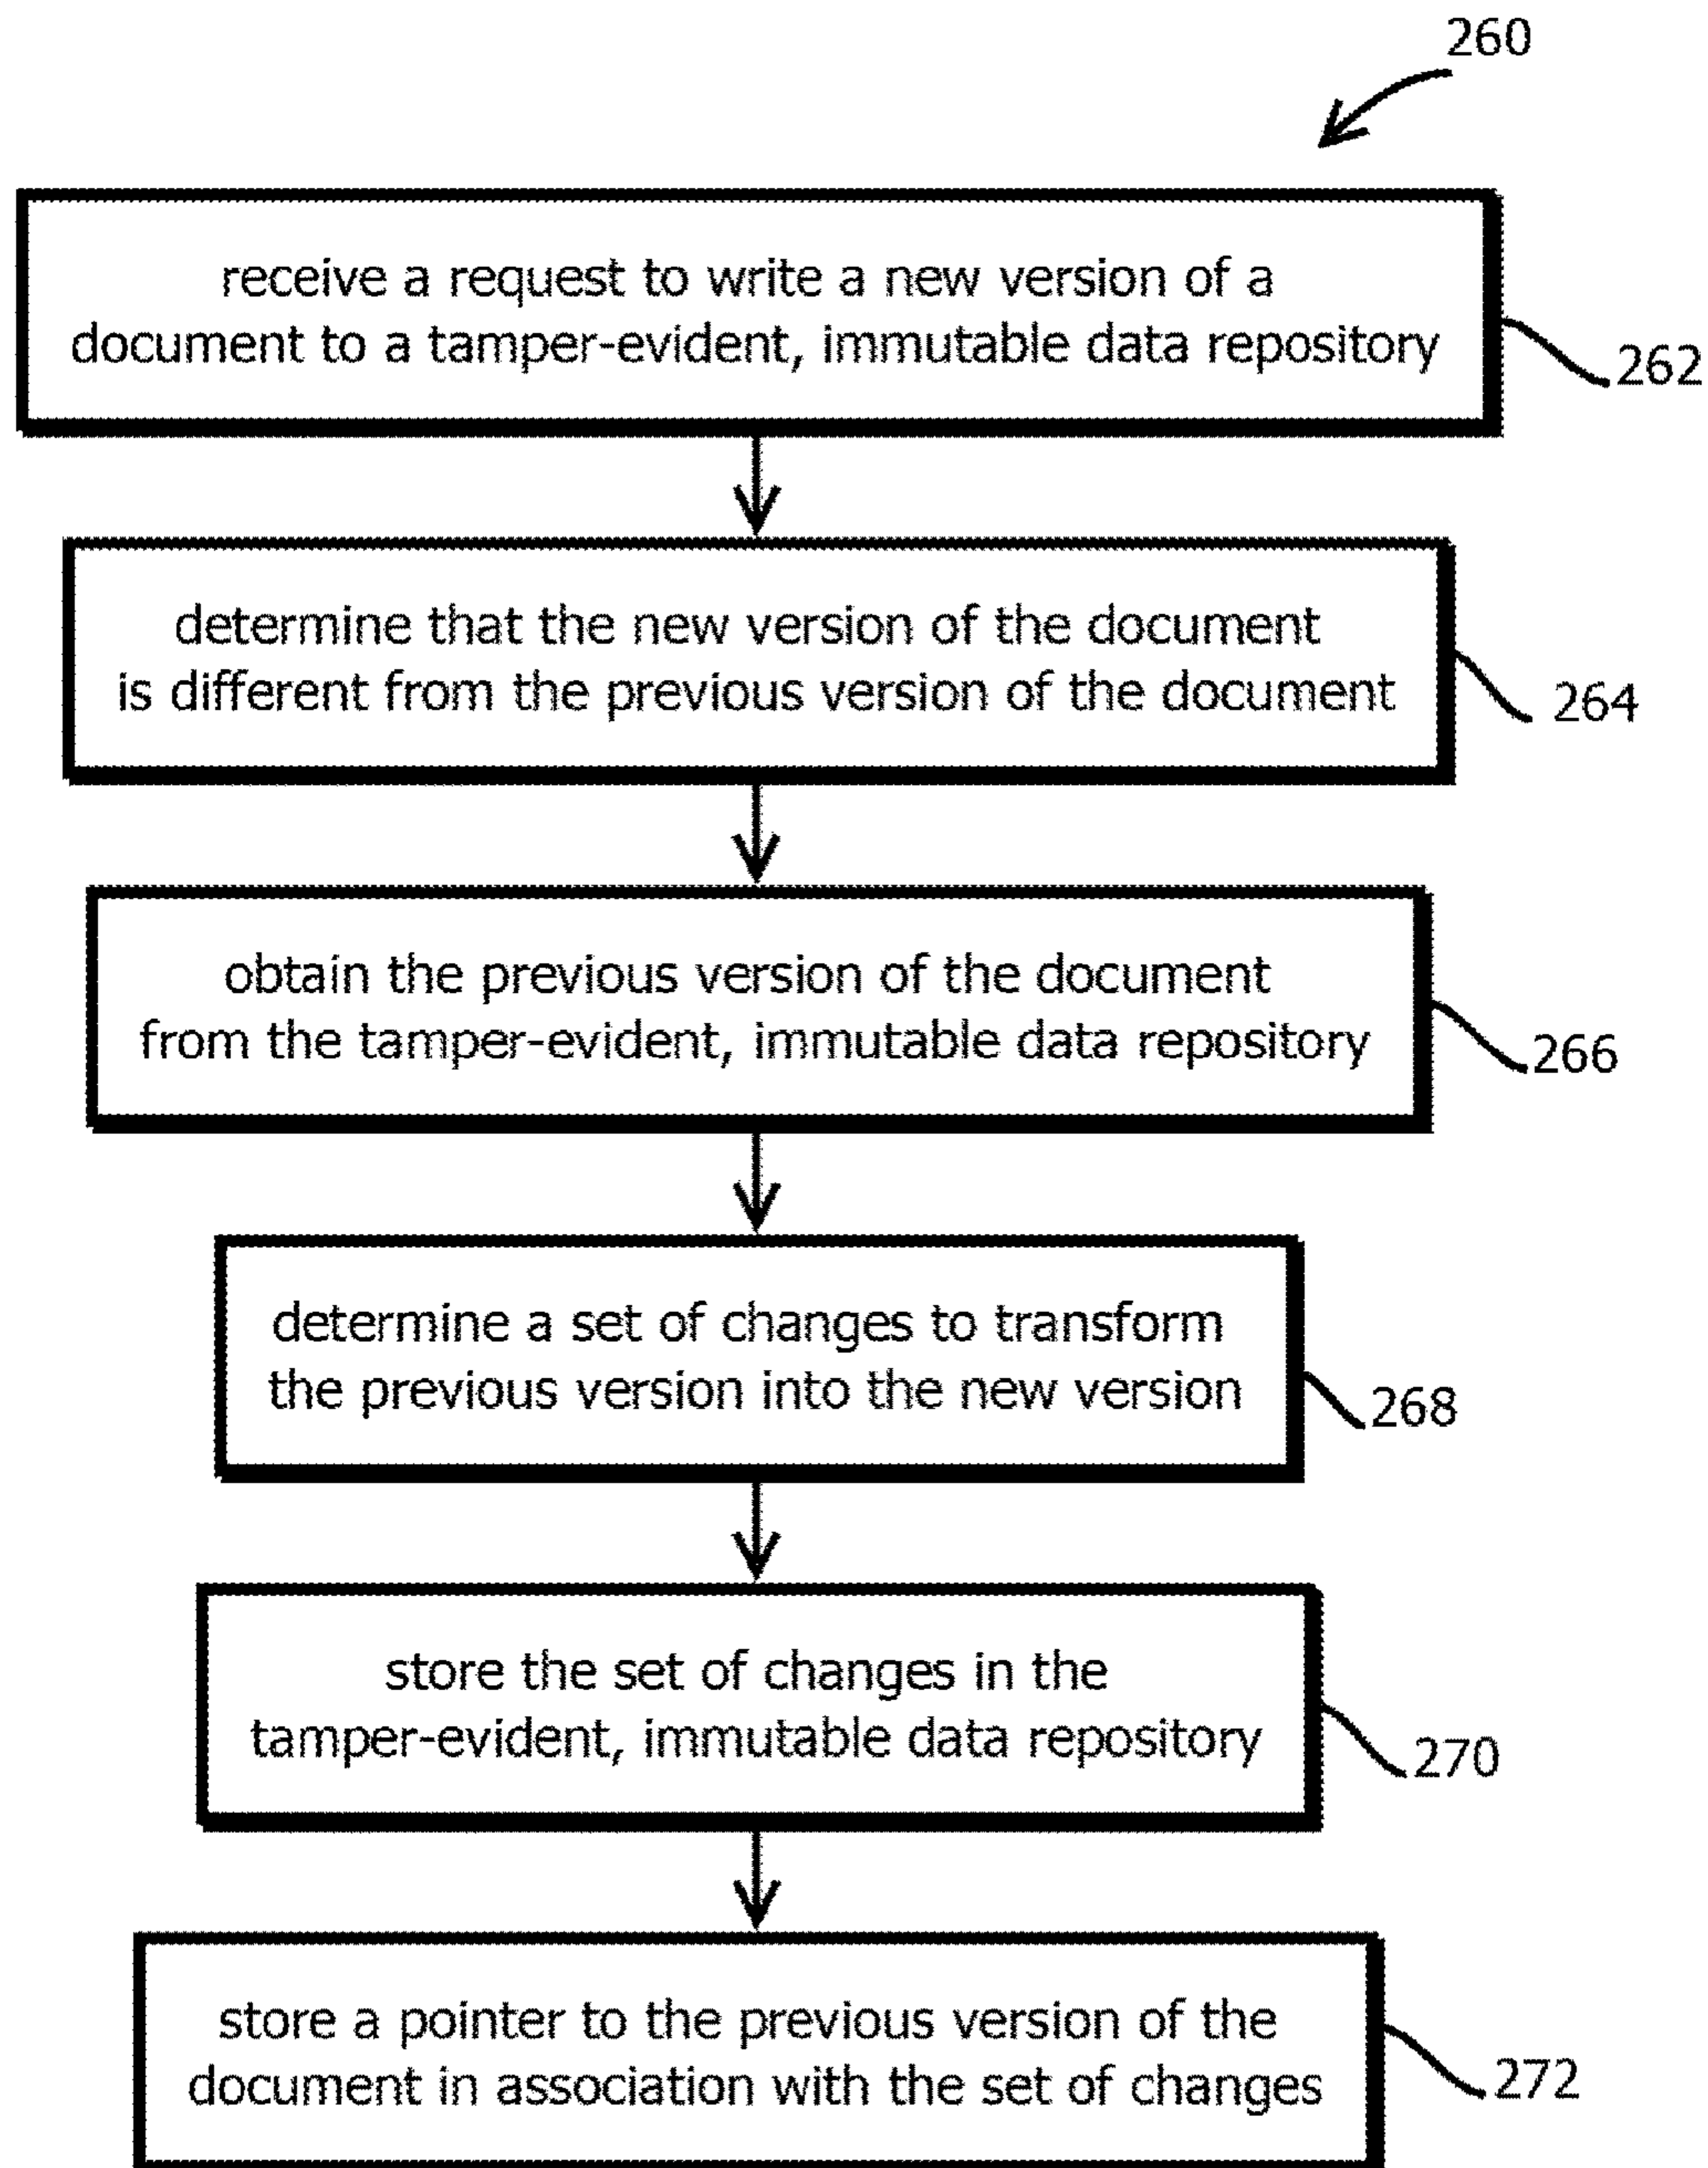 260
receive a request to write a new version of a
document to a tamper-evident, immutable data repository
262
determine that the new version of the document
is different from the previous version of the document
264
obtain the previous version of the document
from the tamper-evident, immutable data repository
266
determine a set of changes to transform
the previous version into the new version
268
store the set of changes in the
tamper-evident, immutable data repository
270
store a pointer to the previous version of the
document in association with the set of changes
272